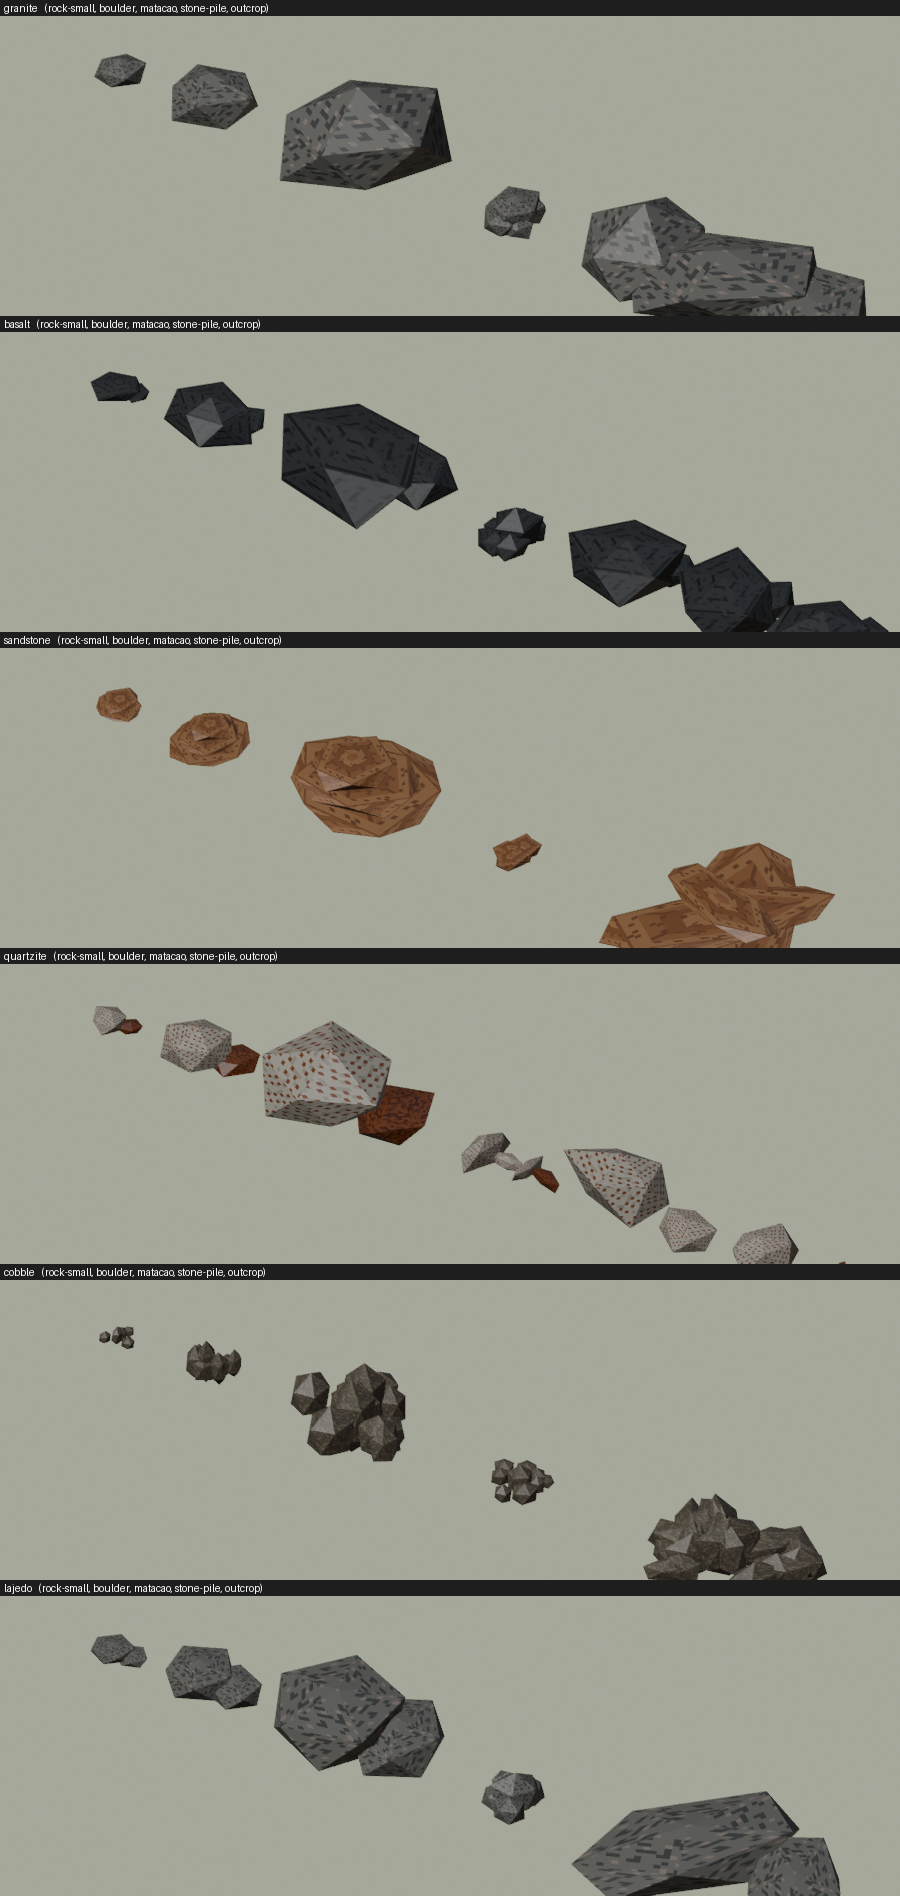 granite (rock-small, boulder, matacao, stone-pile, outcrop)
basalt (rock-small, boulder, matacao, stone-pile, outcrop)
sandstone (rock-small, boulder, matacao, stone-pile, outcrop)
quartzite (rock-small, boulder, matacao, stone-pile, outcrop)
cobble (rock-small, boulder, matacao, stone-pile, outcrop)
lajedo (rock-small, boulder, matacao, stone-pile, outcrop)